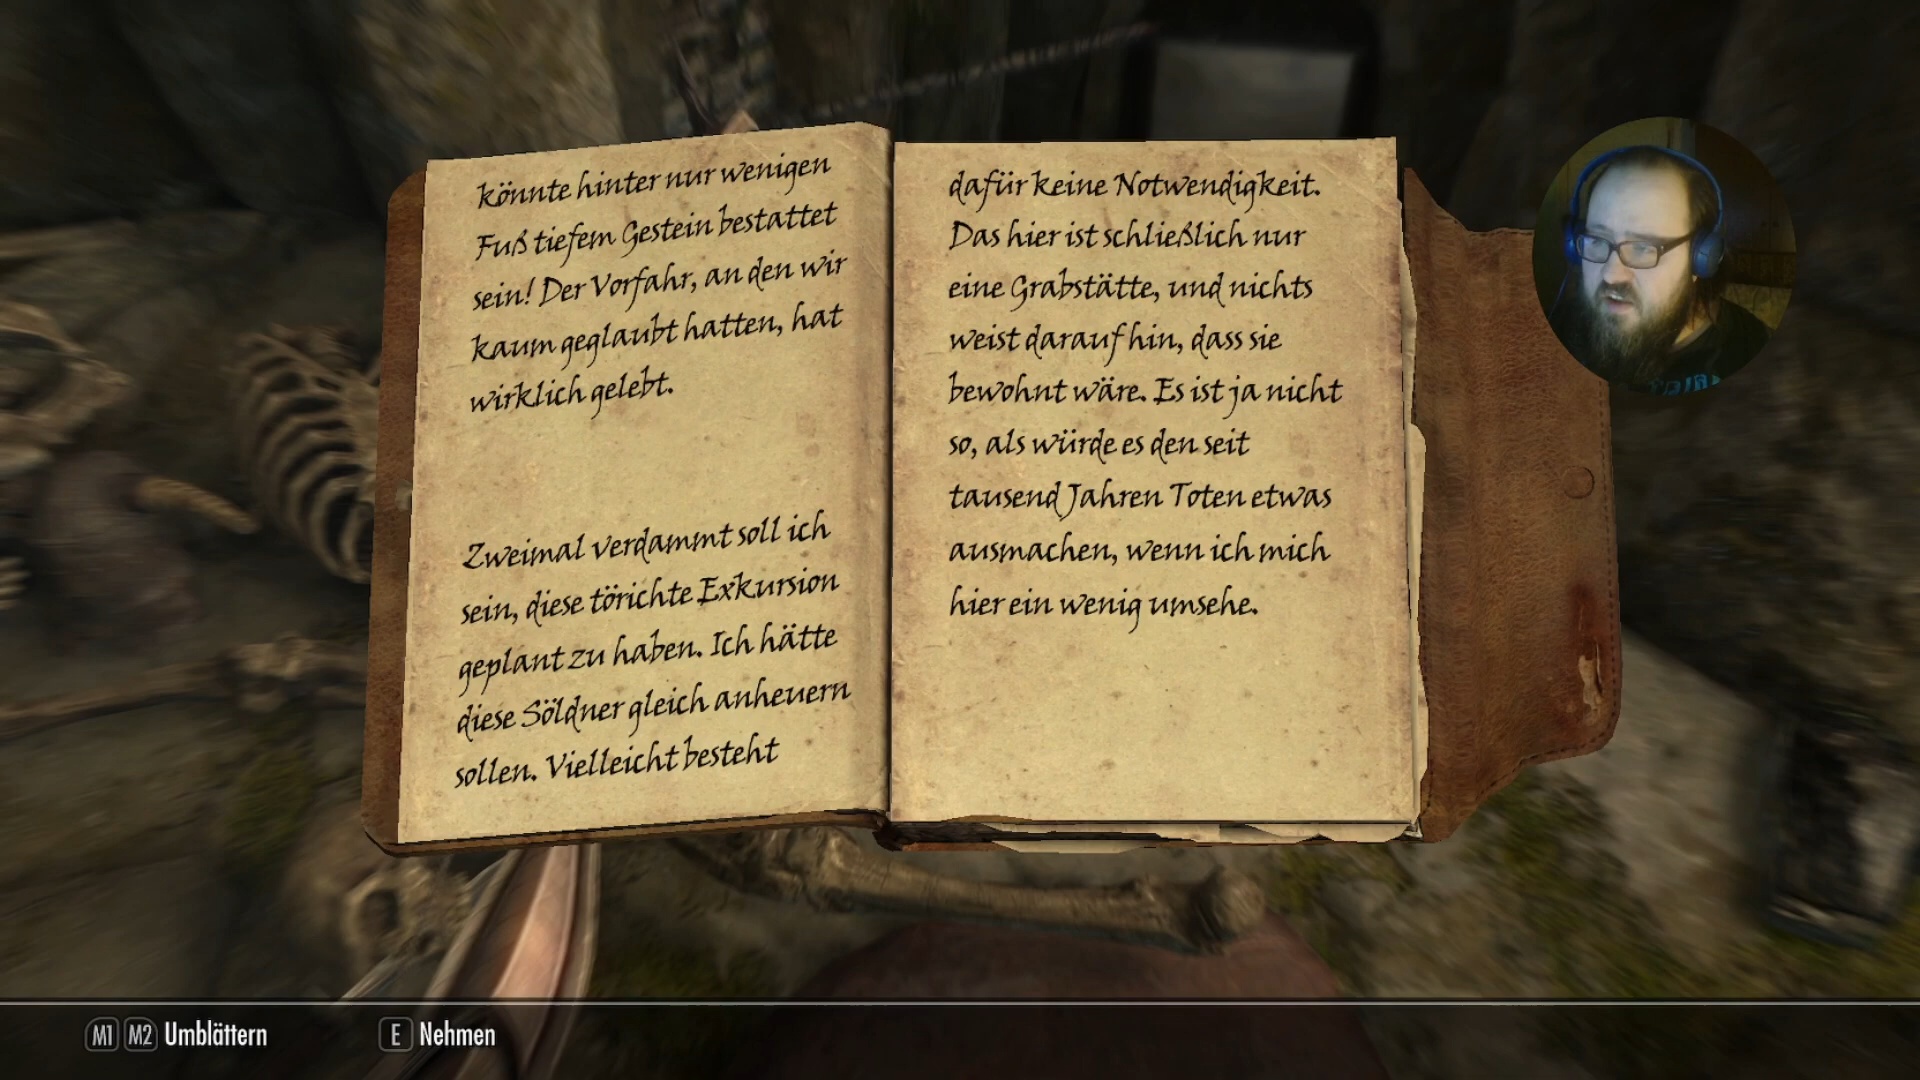 könnte hinter nur wenigen
Fuß tiefem Gestein bestattet
sein! Der Vorfahr, an den wir
kaum geglaubt hatten, hat
wirklich gelebt.
Zweimal verdammt soll ich
sein, diese törichte Exkursion
geplant zu haben. Ich hätte
diese Söldner gleich anheuern
sollen. Vielleicht besteht
dafür keine Notwendigkeit.
Das hier ist schließlich nur
eine Grabstätte, und nichts
weist darauf hin, dass sie
bewohnt wäre. Es ist ja nicht
so, als würde es den seit
tausend Jahren Toten etwas
ausmachen, wenn ich mich
hier ein wenig umsehe.
M1 M2 Umblättern
E Nehmen